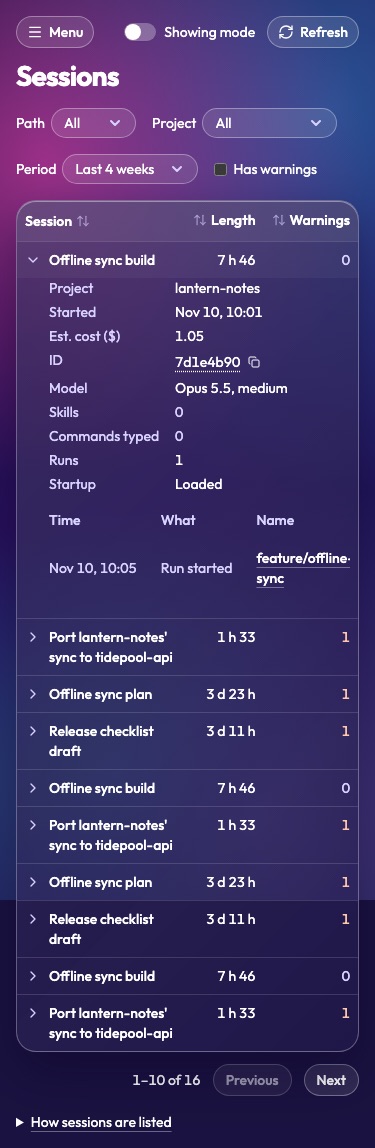 Menu
Showing mode
Refresh
Sessions
Path All Project All
Period Last 4 weeks Has warnings
Session Length Warnings
Offline sync build 7 h 46 0
Project lantern-notes
Started Nov 10, 10:01
Est. cost ($) 1.05
ID 7d1e4b90
Model Opus 5.5, medium
Skills 0
Commands typed 0
Runs 1
Startup Loaded
Time What Name
Nov 10, 10:05 Run started feature/offline-
sync
Port lantern-notes' 1 h 33 1
sync to tidepool-api
Offline sync plan 3 d 23 h 1
Release checklist 3 d 11 h 1
draft
Offline sync build 7 h 46 0
Port lantern-notes' 1 h 33 1
sync to tidepool-api
Offline sync plan 3 d 23 h 1
Release checklist 3 d 11 h 1
draft
Offline sync build 7 h 46 0
Port lantern-notes' 1 h 33 1
sync to tidepool-api
1–10 of 16 Previous Next
How sessions are listed